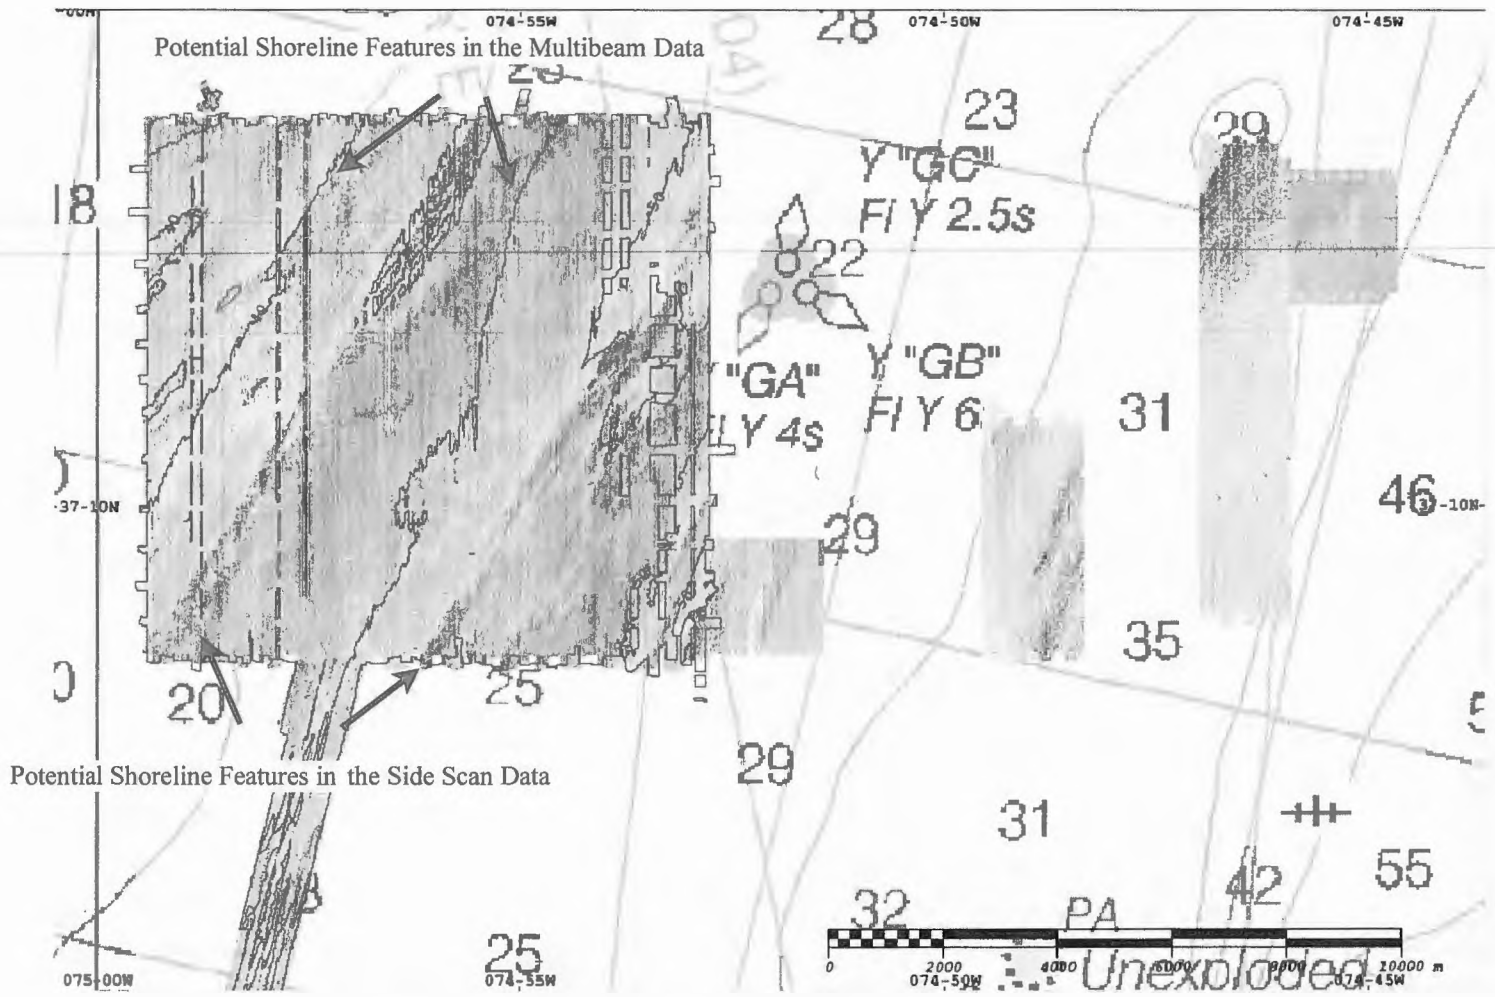 074-55W
074-50W
074-45W
28
Potential Shoreline Features in the Multibeam Data
23
29
Y "GC"
18
Fl Y 2.5s
22
Y "GB"
"GA"
31
Fl Y 6
Y 4s
37-10N
46
-10N-
29
35
20
25
29
Potential Shoreline Features in the Side Scan Data
31
55
42
32
PA
25
0 2000 4000 6000 8000 10000 m
Unexploded
075-00W
074-55W
074-50W
074-45W